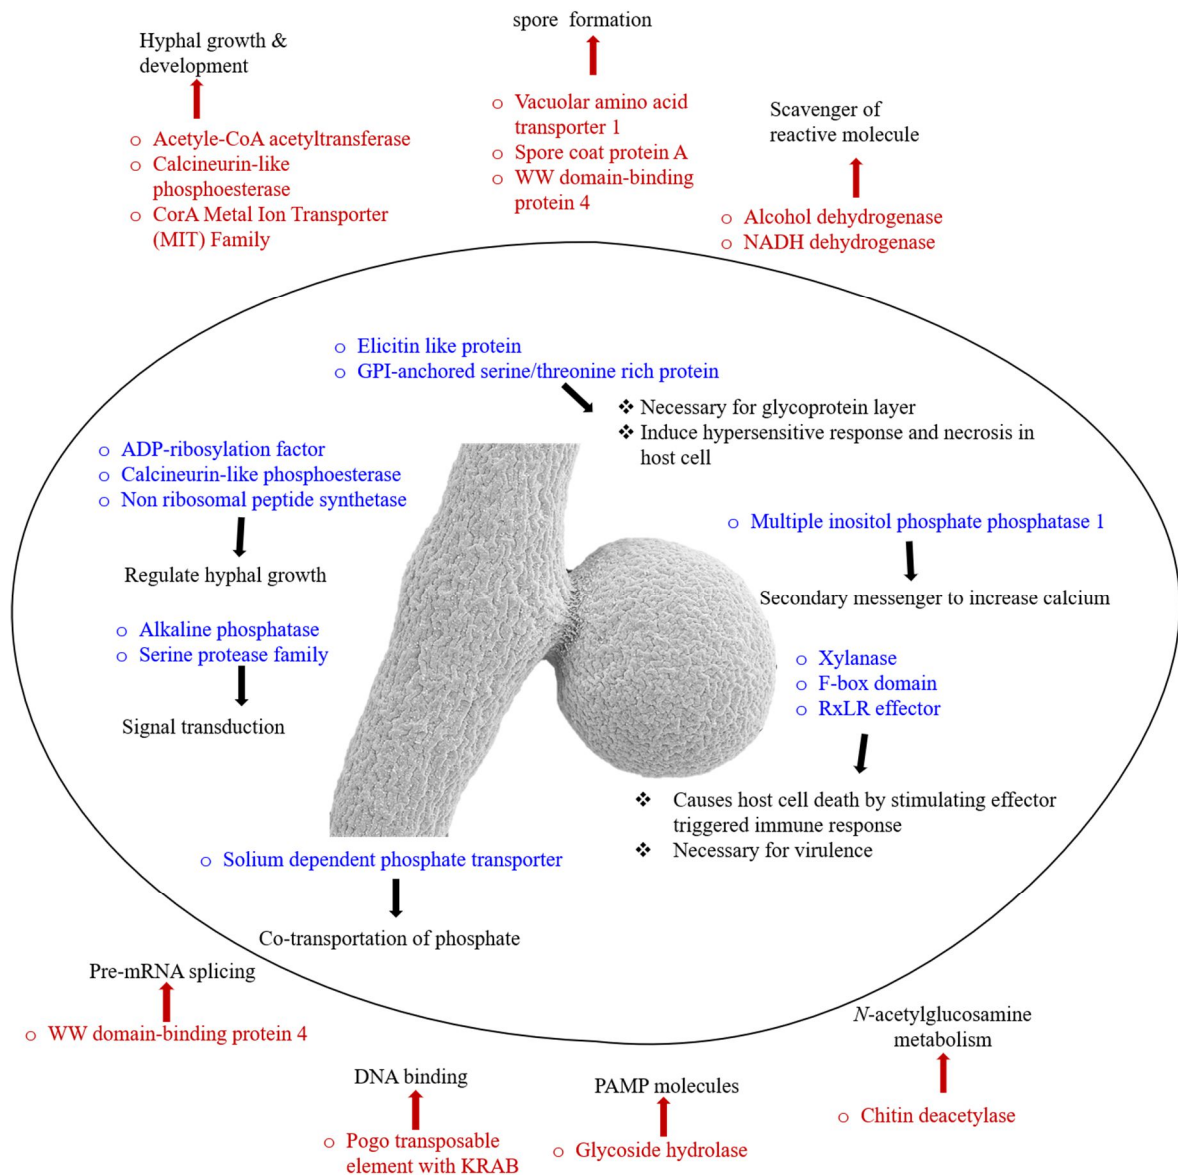 Hyphal growth &
development
○ Acetyle-CoA acetyltransferase
○ Calcineurin-like
phosphoesterase
○ CorA Metal Ion Transporter
(MIT) Family
spore formation
○ Vacuolar amino acid
transporter 1
○ Spore coat protein A
○ WW domain-binding
protein 4
Scavenger of
reactive molecule
○ Alcohol dehydrogenase
○ NADH dehydrogenase
○ Elicitin like protein
○ GPI-anchored serine/threonine rich protein
❖ Necessary for glycoprotein layer
❖ Induce hypersensitive response and necrosis in
host cell
○ ADP-ribosylation factor
○ Calcineurin-like phosphoesterase
○ Non ribosomal peptide synthetase
Regulate hyphal growth
○ Alkaline phosphatase
○ Serine protease family
Signal transduction
○ Multiple inositol phosphate phosphatase 1
Secondary messenger to increase calcium
○ Xylanase
○ F-box domain
○ RxLR effector
❖ Causes host cell death by stimulating effector
triggered immune response
❖ Necessary for virulence
○ Solium dependent phosphate transporter
Co-transportation of phosphate
Pre-mRNA splicing
○ WW domain-binding protein 4
DNA binding
○ Pogo transposable
element with KRAB
PAMP molecules
○ Glycoside hydrolase
N-acetylglucosamine
metabolism
○ Chitin deacetylase